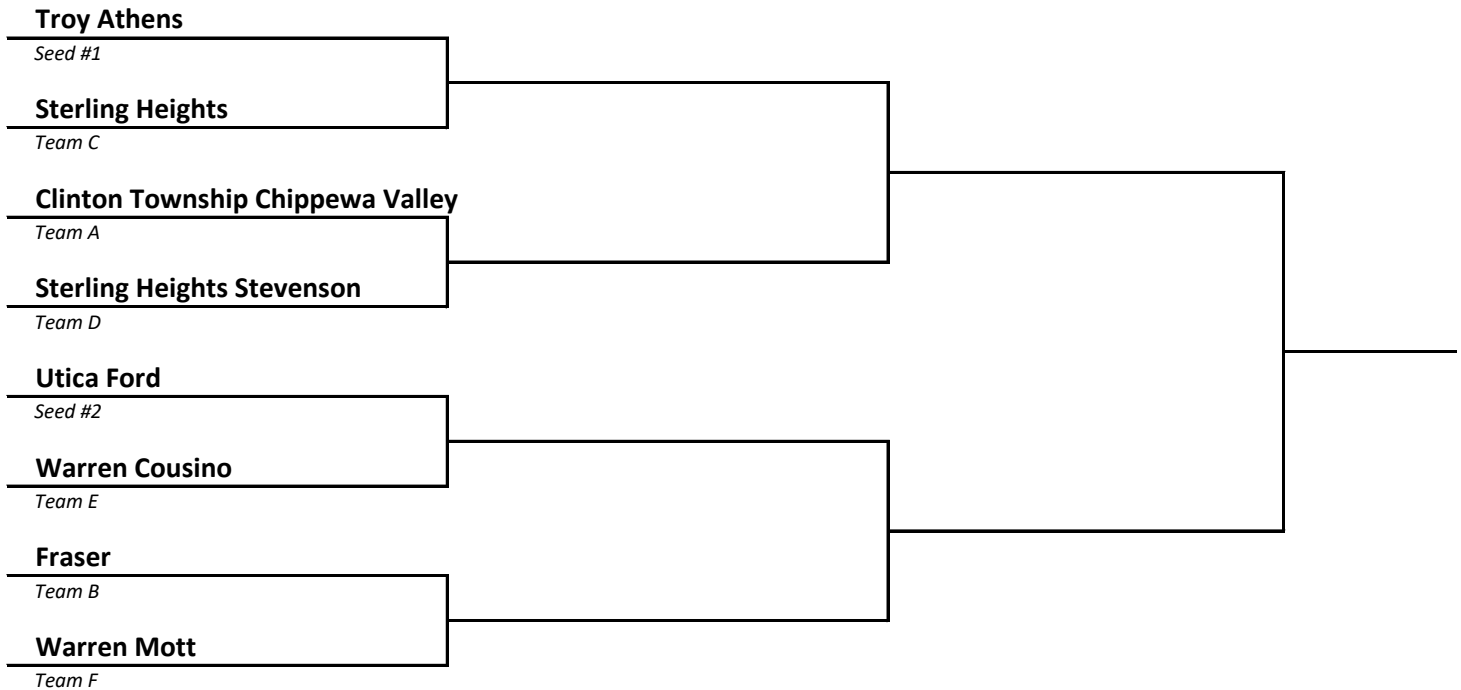 Troy Athens
Seed #1
Sterling Heights
Team C
Clinton Township Chippewa Valley
Team A
Sterling Heights Stevenson
Team D
Utica Ford
Seed #2
Warren Cousino
Team E
Fraser
Team B
Warren Mott
Team F